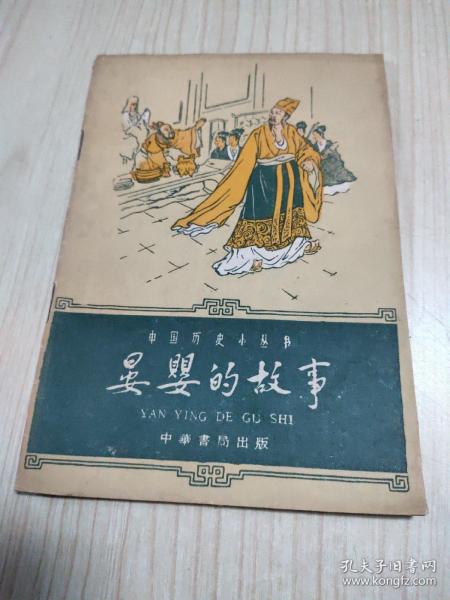 中国历史小丛书
晏嬰的故事
YAN YING DE GU SHI
中華書局出版
孔夫子旧书网
www.kongfz.com